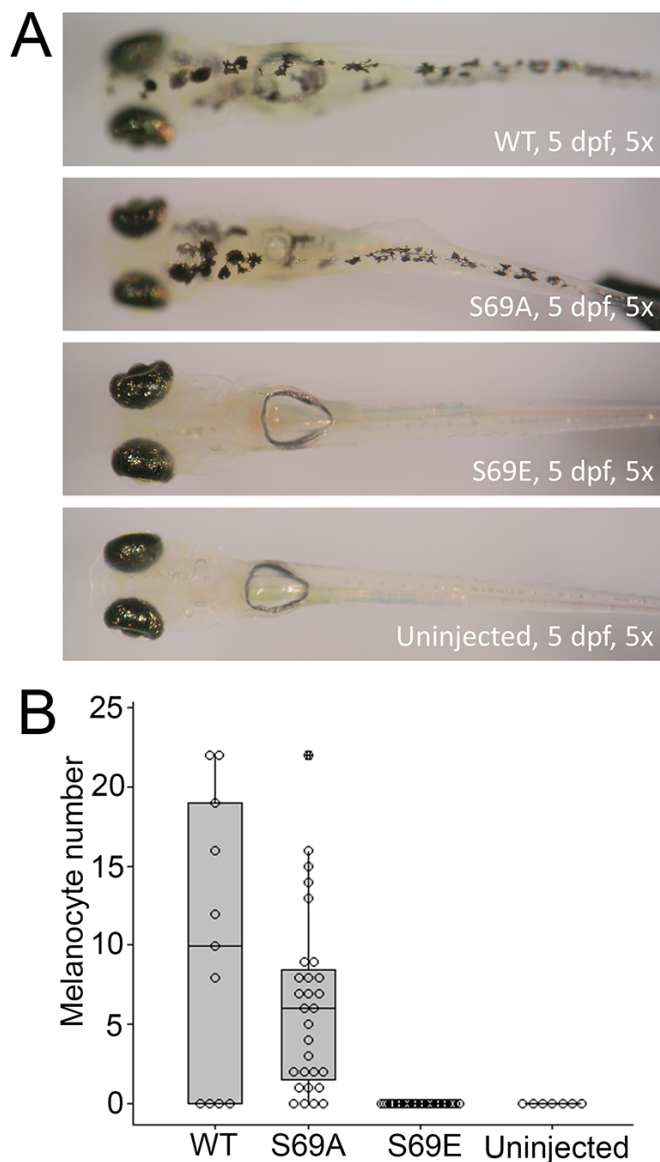 A
WT, 5 dpf, 5x
S69A, 5 dpf, 5x
S69E, 5 dpf, 5x
Uninjected, 5 dpf, 5x
B
Melanocyte number
25
20
15
10
5
0
WT S69A S69E Uninjected